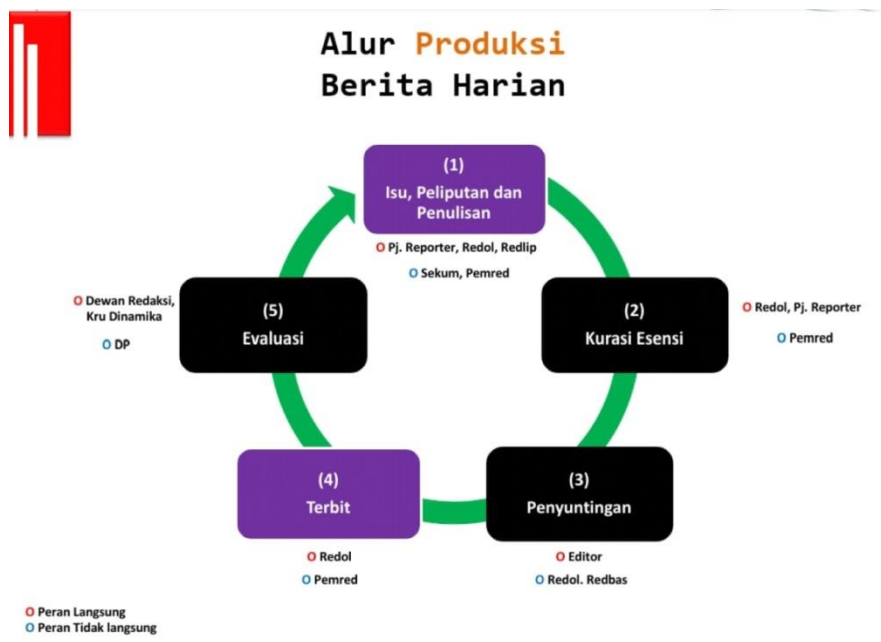 Alur Produksi
Berita Harian
(1)
Isu, Peliputan dan
Penulisan
O Pj. Reporter, Redol, Redlip
O Sekum, Pemred
(2)
Kurasi Esensi
O Redol, Pj. Reporter
O Pemred
(3)
Penyuntingan
O Editor
O Redol. Redbas
(4)
Terbit
O Redol
O Pemred
(5)
Evaluasi
O Dewan Redaksi,
Kru Dinamika
O DP
O Peran Langsung
O Peran Tidak langsung